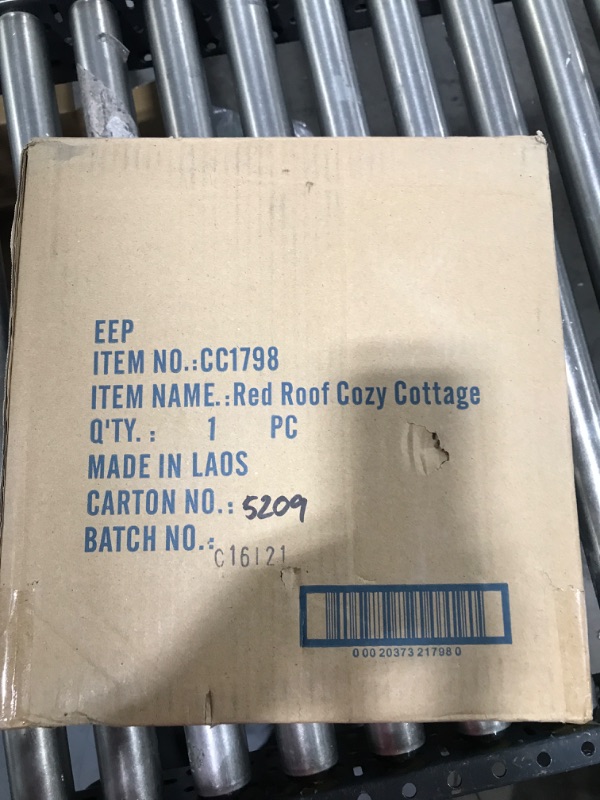 EEP
ITEM NO.:CC1798
ITEM NAME.:Red Roof Cozy Cottage
Q'TY. : 1 PC
MADE IN LAOS
CARTON NO.: 5209
BATCH NO.: C16121
0 00 20373 21798 0